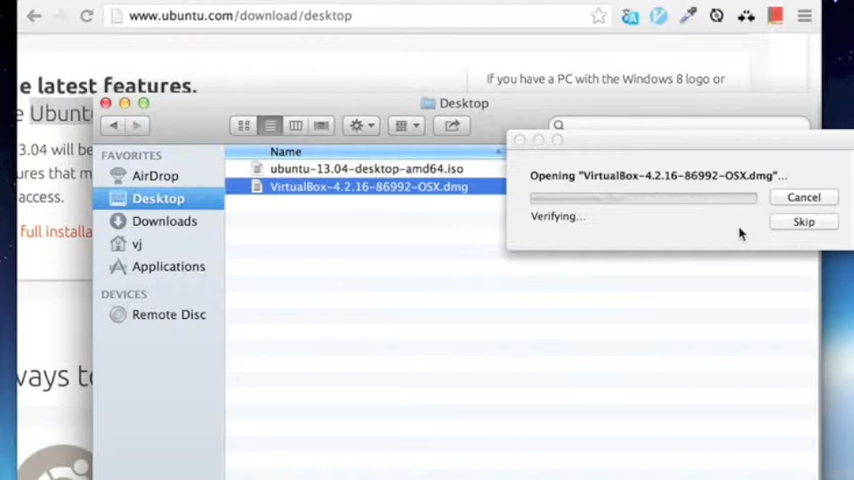 www.ubuntu.com/download/desktop
e latest features.
If you have a PC with the Windows 8 logo or
e Ubunt
Desktop
3.04 will be
FAVORITES
Name
ures that m
AirDrop
ubuntu-13.04-desktop-amd64.iso
Opening "VirtualBox-4.2.16-86992-OSX.dmg"...
access.
Desktop
VirtualBox-4.2.16-86992-OSX.dmg
Cancel
full installa
Downloads
Verifying...
Skip
vj
Applications
DEVICES
Remote Disc
ways to